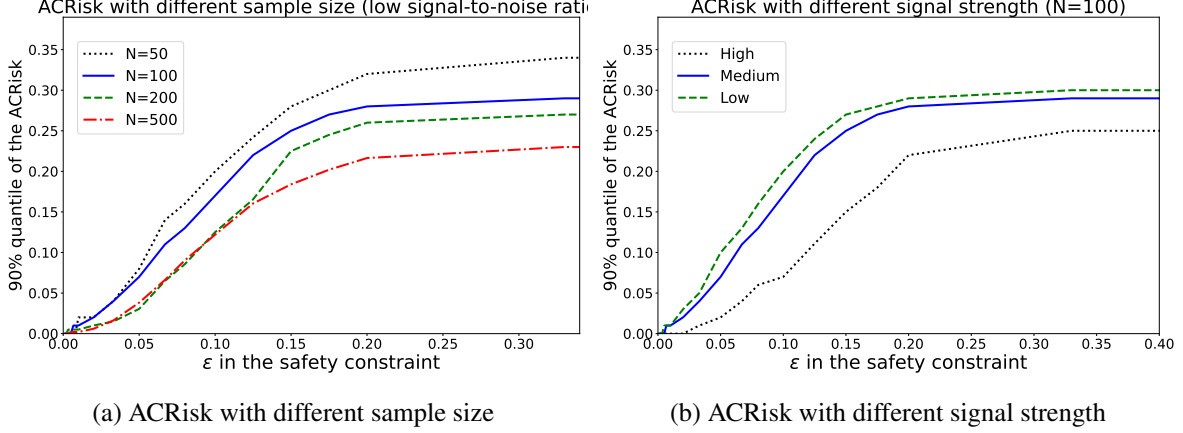 ACRisk with different sample size (low signal-to-noise rati
0.35
0.30
0.25
0.20
0.15
0.10
0.05
0.00
90% quantile of the ACRisk
N=50
N=100
N=200
N=500
0.00 0.05 0.10 0.15 0.20 0.25 0.30
ε in the safety constraint
(a) ACRisk with different sample size
ACRisk with different signal strength (N=100)
0.35
0.30
0.25
0.20
0.15
0.10
0.05
0.00
90% quantile of the ACRisk
High
Medium
Low
0.00 0.05 0.10 0.15 0.20 0.25 0.30 0.35 0.40
ε in the safety constraint
(b) ACRisk with different signal strength